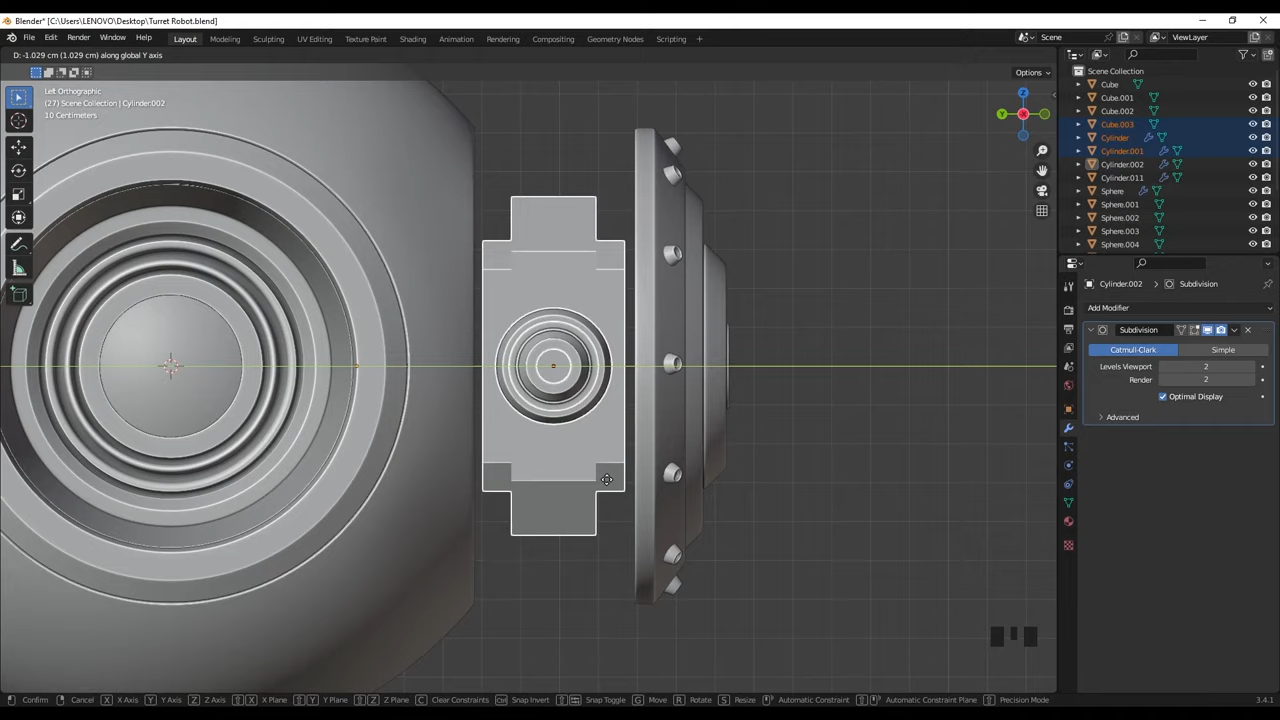 Blender* [C:\Users\LENOVO\Desktop\Turret Robot.blend]
File Edit Render Window Help Layout Modeling Sculpting UV Editing Texture Paint Shading Animation Rendering Compositing Geometry Nodes Scripting Scene ViewLayer
D: -1.029 cm (1.029 cm) along global Y axis
Options
Left Orthographic
(27) Scene Collection | Cylinder.002
10 Centimeters
Z
Y
Scene Collection
Cube
Cube.001
Cube.002
Cube.003
Cylinder
Cylinder.001
Cylinder.002
Cylinder.011
Sphere
Sphere.001
Sphere.002
Sphere.003
Sphere.004
Cylinder.002 > Subdivision
Add Modifier
Subdivision
Catmull-Clark Simple
Levels Viewport 2
Render 2
Optimal Display
Advanced
Confirm Cancel X X Axis Y Y Axis Z Z Axis X X Plane Y Y Plane Z Z Plane C Clear Constraints Snap Invert Snap Toggle G Move R Rotate S Resize Automatic Constraint Automatic Constraint Plane Precision Mode 3.4.1